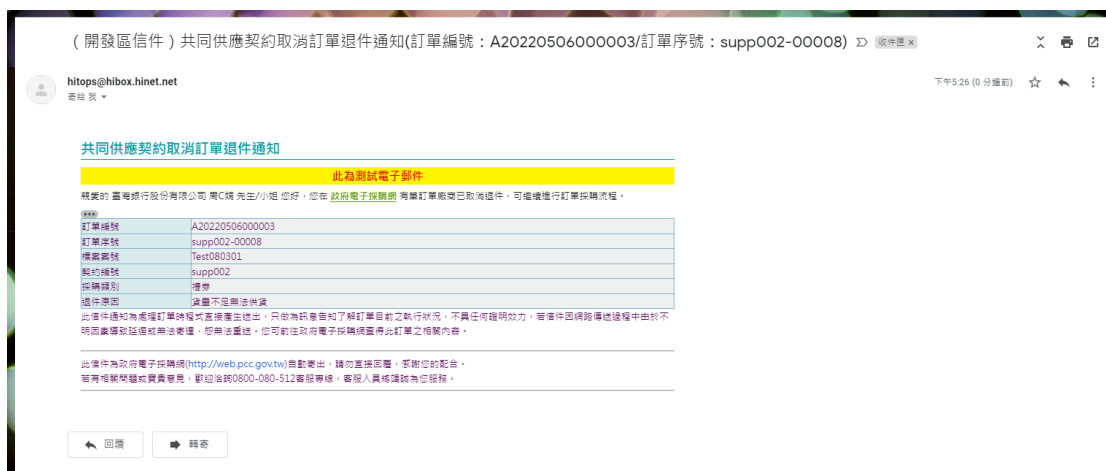 （開發區信件）共同供應契約取消訂單退件通知(訂單編號：A20220506000003/訂單序號：supp002-00008) 收件匣 x
hitops@hibox.hinet.net
下午5:26 (0 分鐘前)
寄給 我
共同供應契約取消訂單退件通知
此為測試電子郵件
親愛的 臺灣銀行股份有限公司 周C娟 先生/小姐 您好，您在 政府電子採購網 有筆訂單廠商已取消退件，可繼續進行訂單採購流程。
訂單編號 A20220506000003
訂單序號 supp002-00008
檔案案號 Test080301
契約編號 supp002
採購類別 禮券
退件原因 貨量不足無法供貨
此信件通知為處理訂單時程式直接產生送出，只做為訊息告知了解訂單目前之執行狀況，不具任何證明效力，若信件因網路傳送過程中由於不
明因素導致延遲或無法寄達，恕無法重送。您可前往政府電子採購網查得此訂單之相關內容。
此信件為政府電子採購網(http://web.pcc.gov.tw)自動寄出，請勿直接回覆，感謝您的配合。
若有相關問題或寶貴意見，歡迎洽詢0800-080-512客服專線，客服人員將竭誠為您服務。
回覆
轉寄